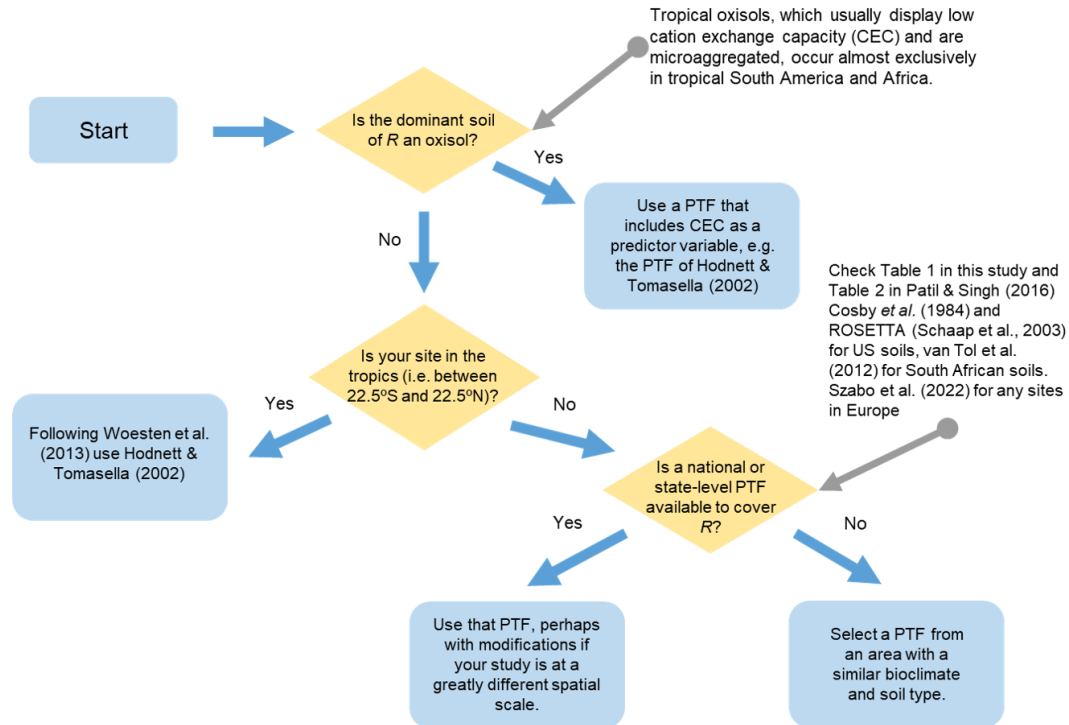 Tropical oxisols, which usually display low
cation exchange capacity (CEC) and are
microaggregated, occur almost exclusively
in tropical South America and Africa.
Start
Is the dominant soil
of R an oxisol?
Yes
No
Use a PTF that
includes CEC as a
predictor variable, e.g.
the PTF of Hodnett &
Tomasella (2002)
Check Table 1 in this study and
Table 2 in Patil & Singh (2016)
Cosby et al. (1984) and
ROSETTA (Schaap et al., 2003)
for US soils, van Tol et al.
(2012) for South African soils.
Szabo et al. (2022) for any sites
in Europe
Is your site in the
tropics (i.e. between
22.5ºS and 22.5ºN)?
Yes
No
Following Woesten et al.
(2013) use Hodnett &
Tomasella (2002)
Is a national or
state-level PTF
available to cover
R?
Yes
No
Use that PTF, perhaps
with modifications if
your study is at a
greatly different spatial
scale.
Select a PTF from
an area with a
similar bioclimate
and soil type.